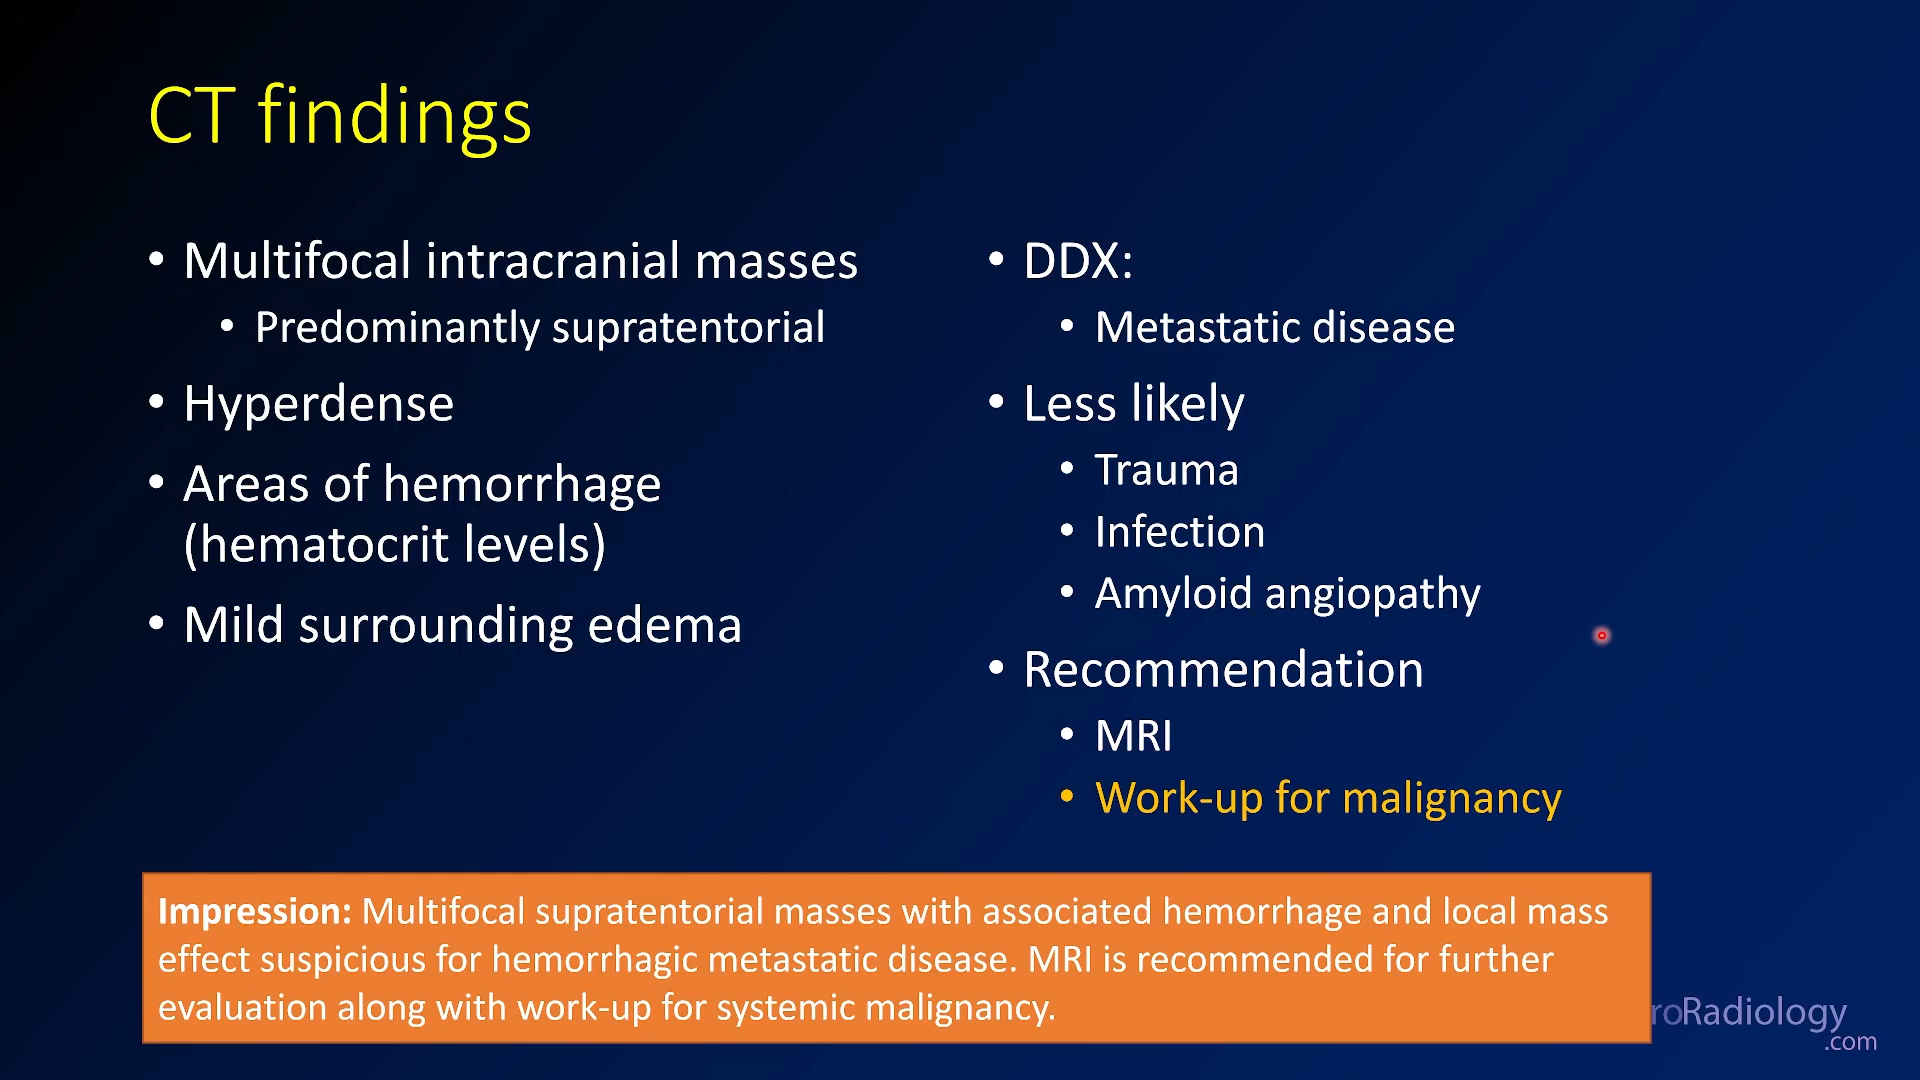 CT findings
• Multifocal intracranial masses
• Predominantly supratentorial
• Hyperdense
• Areas of hemorrhage
(hematocrit levels)
• Mild surrounding edema
• DDX:
• Metastatic disease
• Less likely
• Trauma
• Infection
• Amyloid angiopathy
• Recommendation
• MRI
• Work-up for malignancy
Impression: Multifocal supratentorial masses with associated hemorrhage and local mass
effect suspicious for hemorrhagic metastatic disease. MRI is recommended for further
evaluation along with work-up for systemic malignancy.
roRadiology
.com